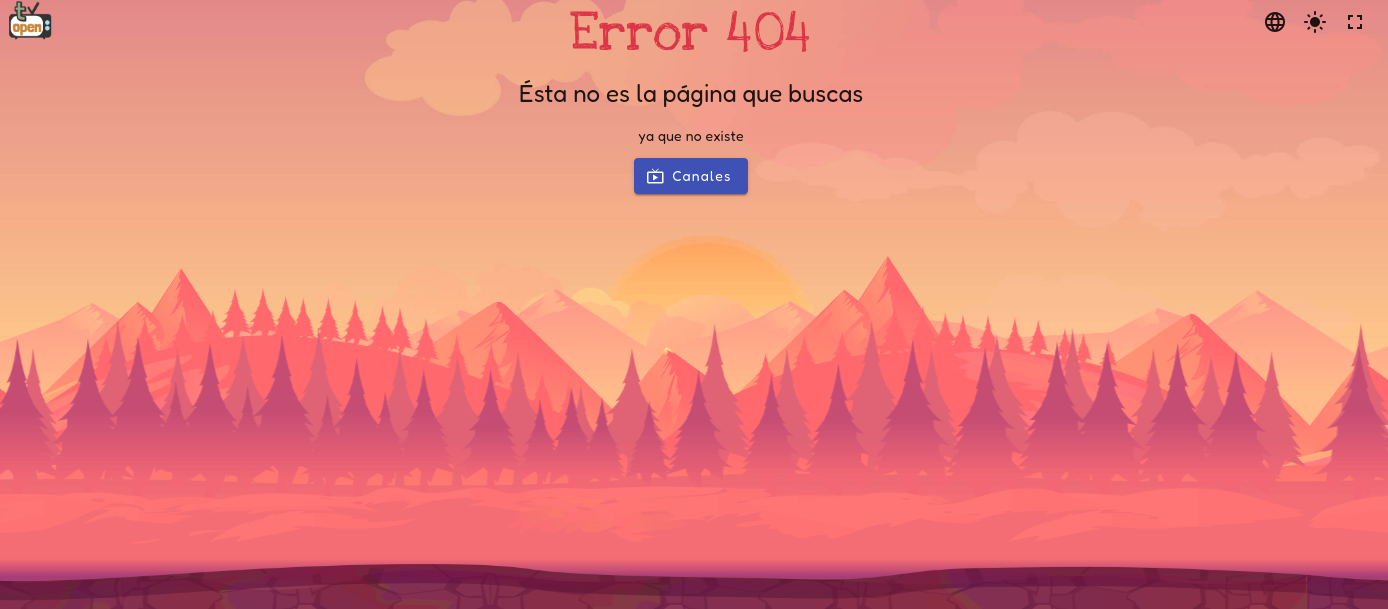 tv
open
Error 404
Ésta no es la página que buscas
ya que no existe
Canales